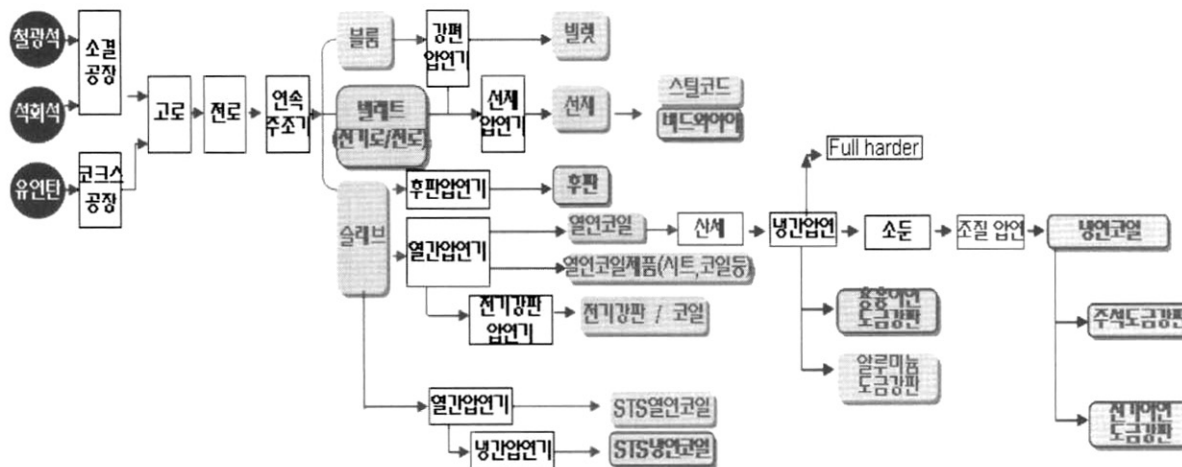 철광석
석회석
유연탄
소결
공장
코크스
공장
고로
전로
연속
주조기
블룸
강편
압연기
빌렛
빌레트
(전기로/전로)
선재
압연기
선재
스틸코드
비드와이어
슬래브
후판압연기
후판
열간압연기
열연코일
산세
냉간압연
Full harder
소둔
조질 압연
냉연코일
열연코일제품(시트,코일등)
전기강판
압연기
전기강판 / 코일
용융아연
도금강판
알루미늄
도금강판
주석도금강판
전기아연
도금강판
열간압연기
STS열연코일
냉간압연기
STS냉연코일